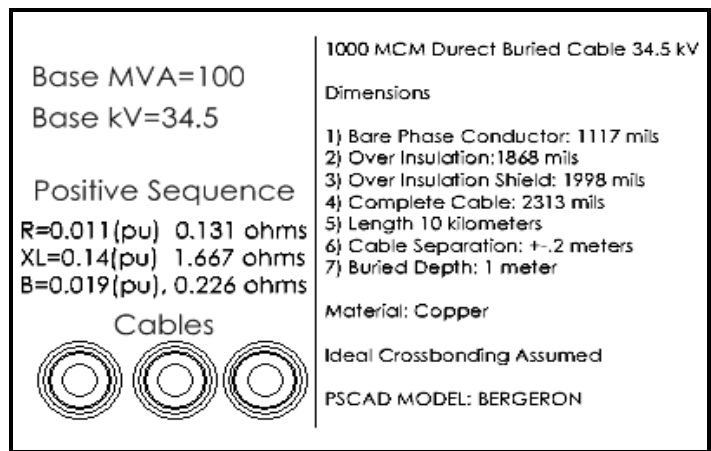 Base MVA=100
Base kV=34.5
Positive Sequence
R=0.011(pu) 0.131 ohms
XL=0.14(pu) 1.667 ohms
B=0.019(pu), 0.226 ohms
Cables
1000 MCM Durect Buried Cable 34.5 kV
Dimensions
1) Bare Phase Conductor: 1117 mils
2) Over Insulation:1868 mils
3) Over Insulation Shield: 1998 mils
4) Complete Cable: 2313 mils
5) Length 10 kilometers
6) Cable Separation: +-.2 meters
7) Buried Depth: 1 meter
Material: Copper
Ideal Crossbonding Assumed
PSCAD MODEL: BERGERON